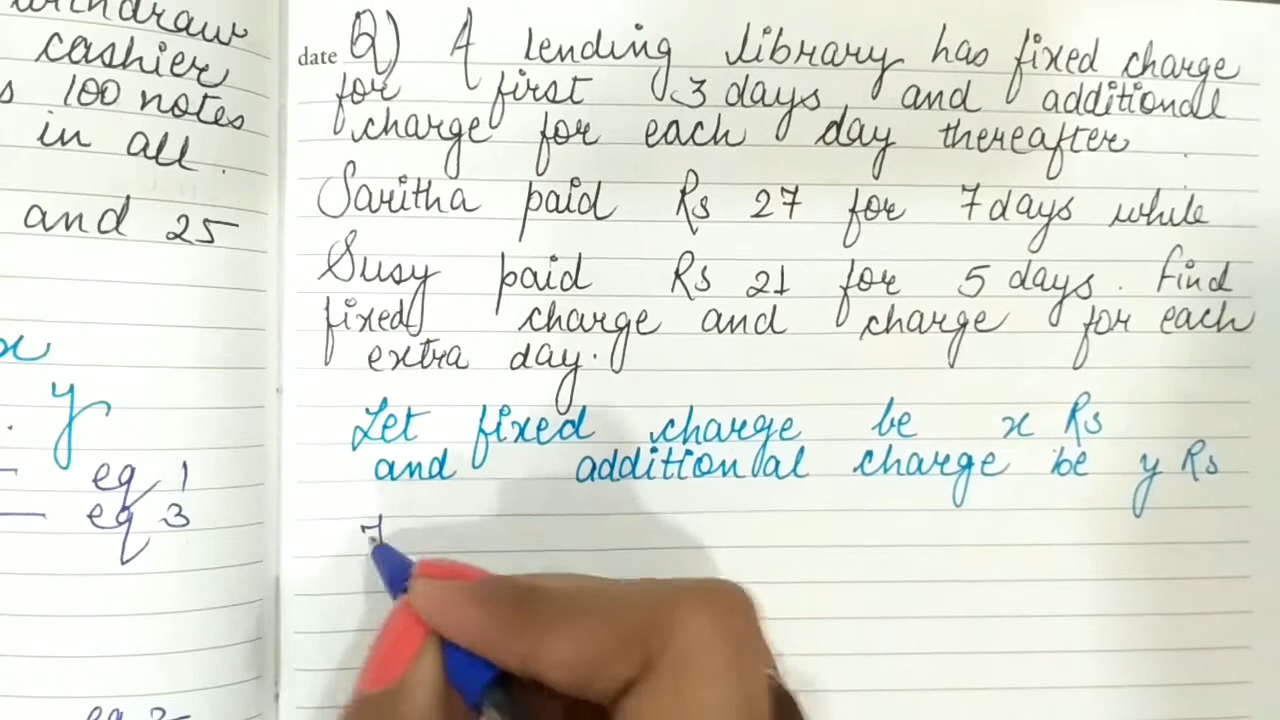 withdraw
cashier
s 100 notes
in all.
and 25
x
. y
eq 1
eq 3
eq 2
date Q) A lending library has fixed charge
for first 3 days, and additional
charge for each day thereafter.
Saritha paid Rs 27 for 7 days while
Susy paid Rs 21 for 5 days. Find
fixed charge and charge for each
extra day.
Let fixed charge be x Rs
and additional charge be y Rs
7